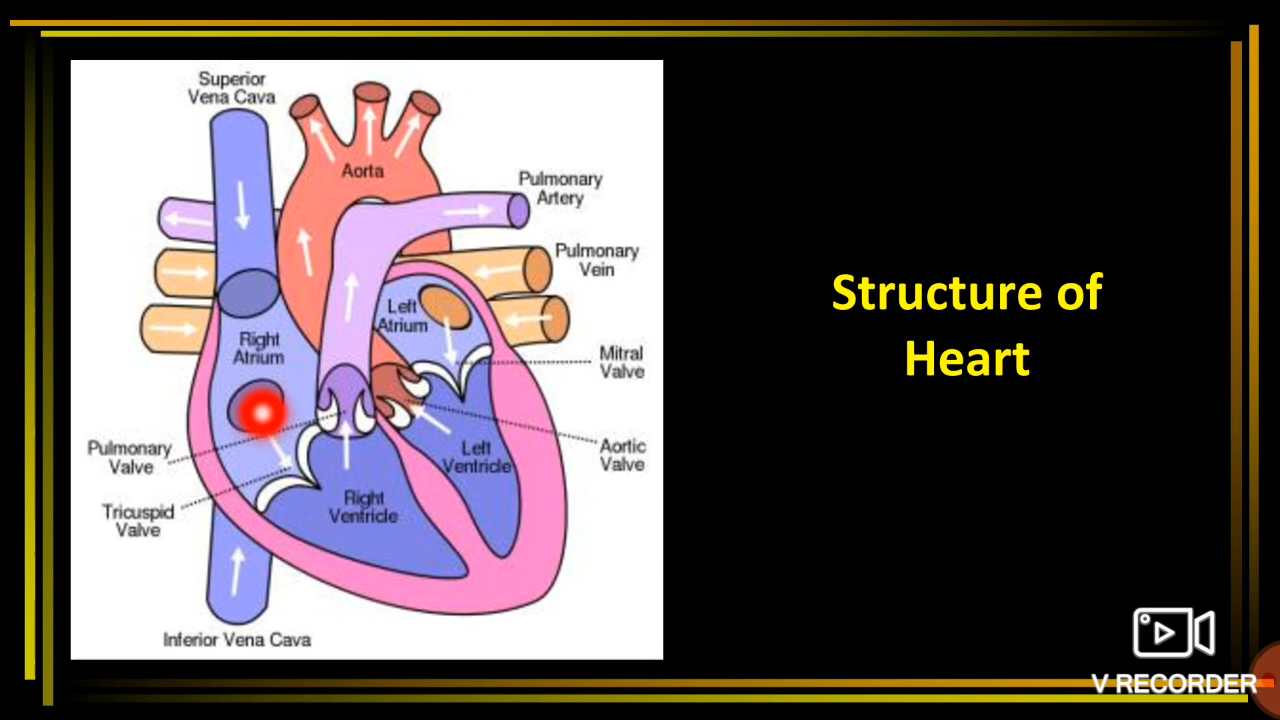 Superior
Vena Cava
Aorta
Pulmonary
Artery
Pulmonary
Vein
Left
Atrium
Right
Atrium
Mitral
Valve
Pulmonary
Valve
Left
Ventricle
Aortic
Valve
Tricuspid
Valve
Right
Ventricle
Inferior Vena Cava
Structure of
Heart
V RECORDER